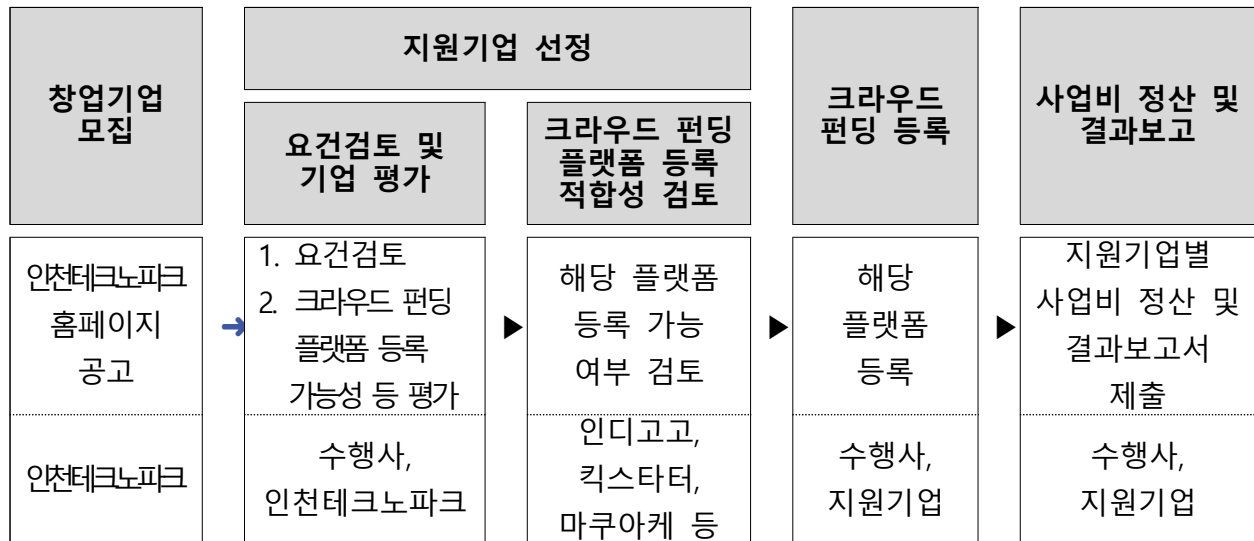 창업기업
모집
지원기업 선정
요건검토 및
기업 평가
크라우드 펀딩
플랫폼 등록
적합성 검토
크라우드
펀딩 등록
사업비 정산 및
결과보고
인천테크노파크
홈페이지
공고
➜
1. 요건검토
2. 크라우드 펀딩
플랫폼 등록
가능성 등 평가
▶
해당 플랫폼
등록 가능
여부 검토
▶
해당
플랫폼
등록
▶
지원기업별
사업비 정산 및
결과보고서
제출
인천테크노파크
수행사,
인천테크노파크
인디고고,
킥스타터,
마쿠아케 등
수행사,
지원기업
수행사,
지원기업